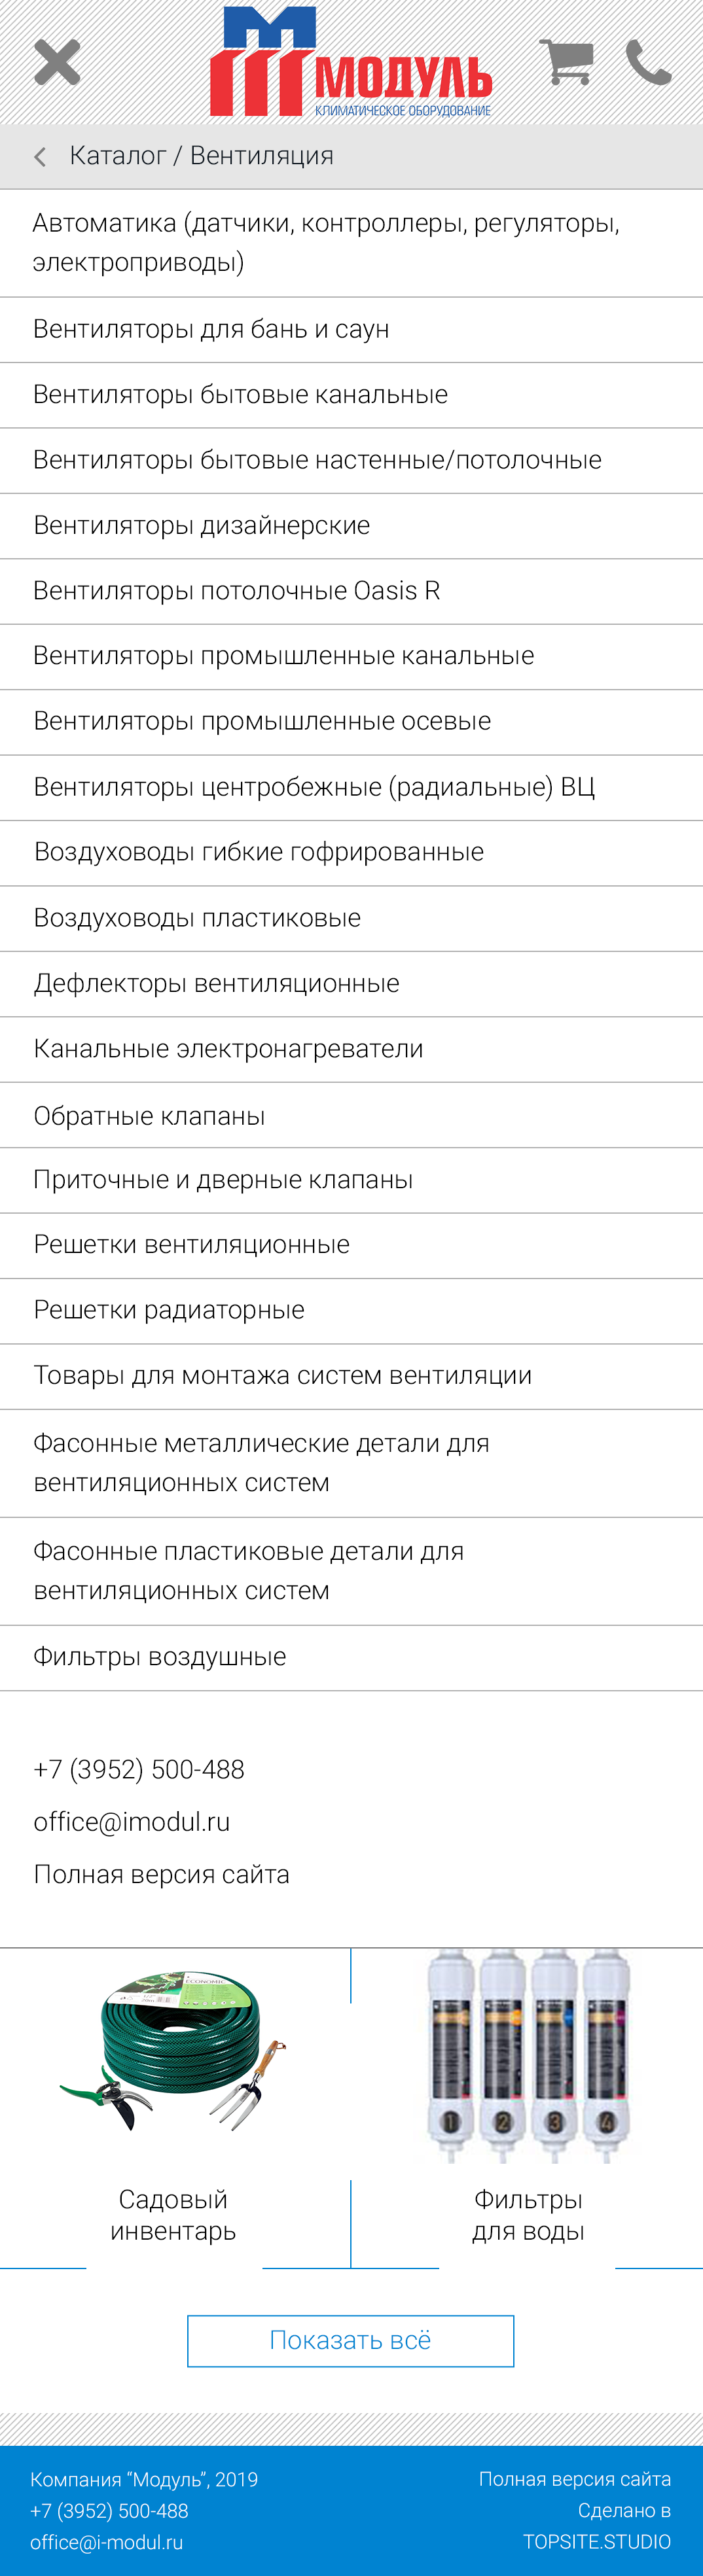 МОДУЛЬ
КЛИМАТИЧЕСКОЕ ОБОРУДОВАНИЕ
Каталог / Вентиляция
Автоматика (датчики, контроллеры, регуляторы,
электроприводы)
Вентиляторы для бань и саун
Вентиляторы бытовые канальные
Вентиляторы бытовые настенные/потолочные
Вентиляторы дизайнерские
Вентиляторы потолочные Oasis R
Вентиляторы промышленные канальные
Вентиляторы промышленные осевые
Вентиляторы центробежные (радиальные) ВЦ
Воздуховоды гибкие гофрированные
Воздуховоды пластиковые
Дефлекторы вентиляционные
Канальные электронагреватели
Обратные клапаны
Приточные и дверные клапаны
Решетки вентиляционные
Решетки радиаторные
Товары для монтажа систем вентиляции
Фасонные металлические детали для
вентиляционных систем
Фасонные пластиковые детали для
вентиляционных систем
Фильтры воздушные
+7 (3952) 500-488
office@imodul.ru
Полная версия сайта
ECONOMIC
1 2 3 4
Садовый
инвентарь
Фильтры
для воды
Показать всё
Компания “Модуль”, 2019
+7 (3952) 500-488
office@i-modul.ru
Полная версия сайта
Сделано в
TOPSITE.STUDIO